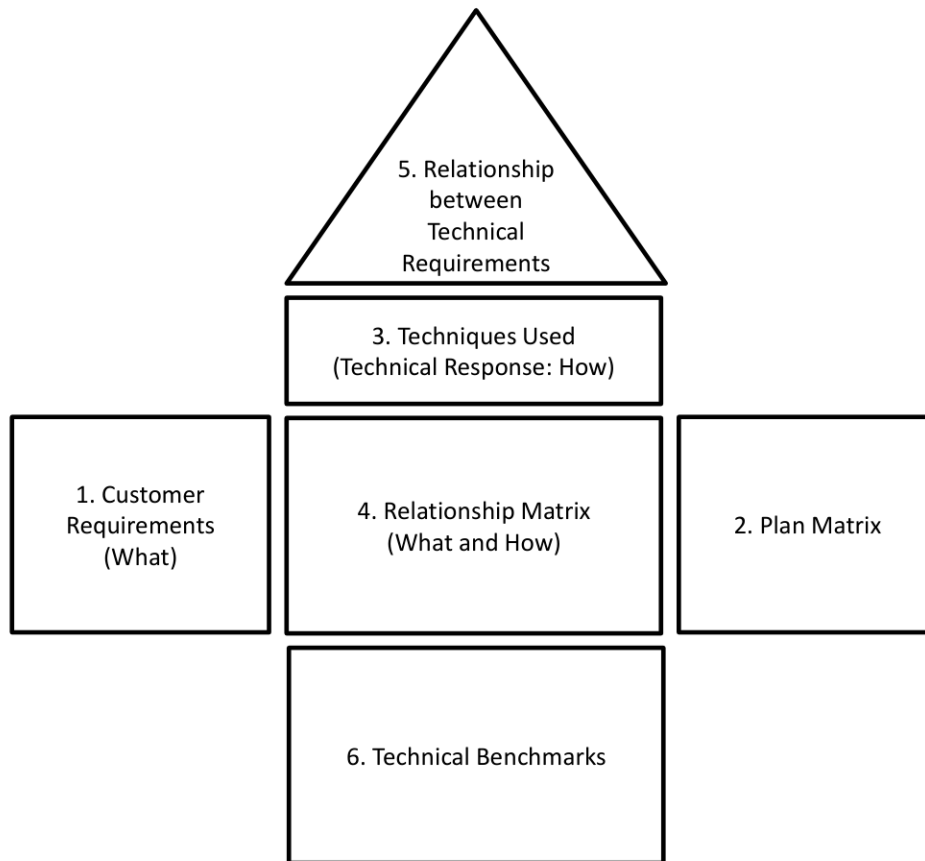 5. Relationship
between
Technical
Requirements
3. Techniques Used
(Technical Response: How)
1. Customer
Requirements
(What)
4. Relationship Matrix
(What and How)
2. Plan Matrix
6. Technical Benchmarks